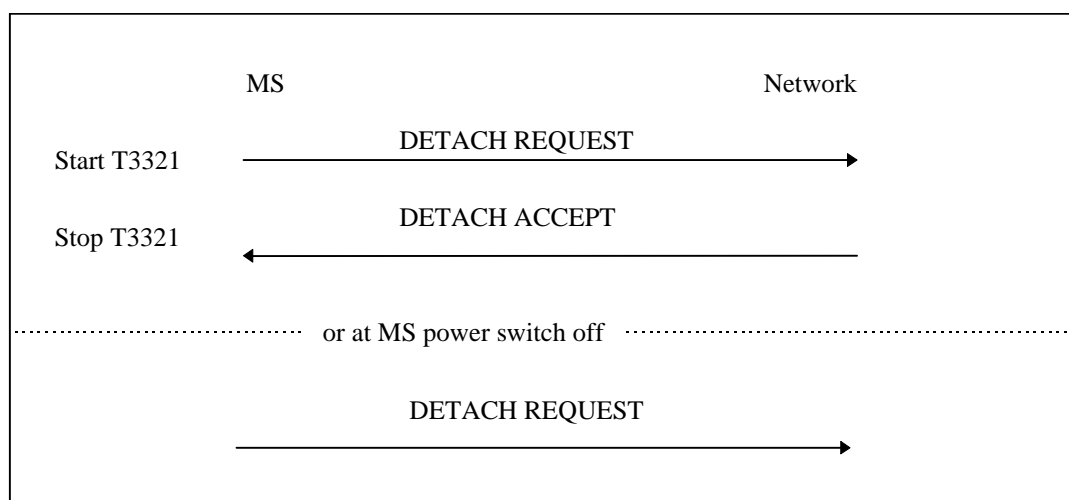 MS Network
DETACH REQUEST
Start T3321
DETACH ACCEPT
Stop T3321
or at MS power switch off
DETACH REQUEST